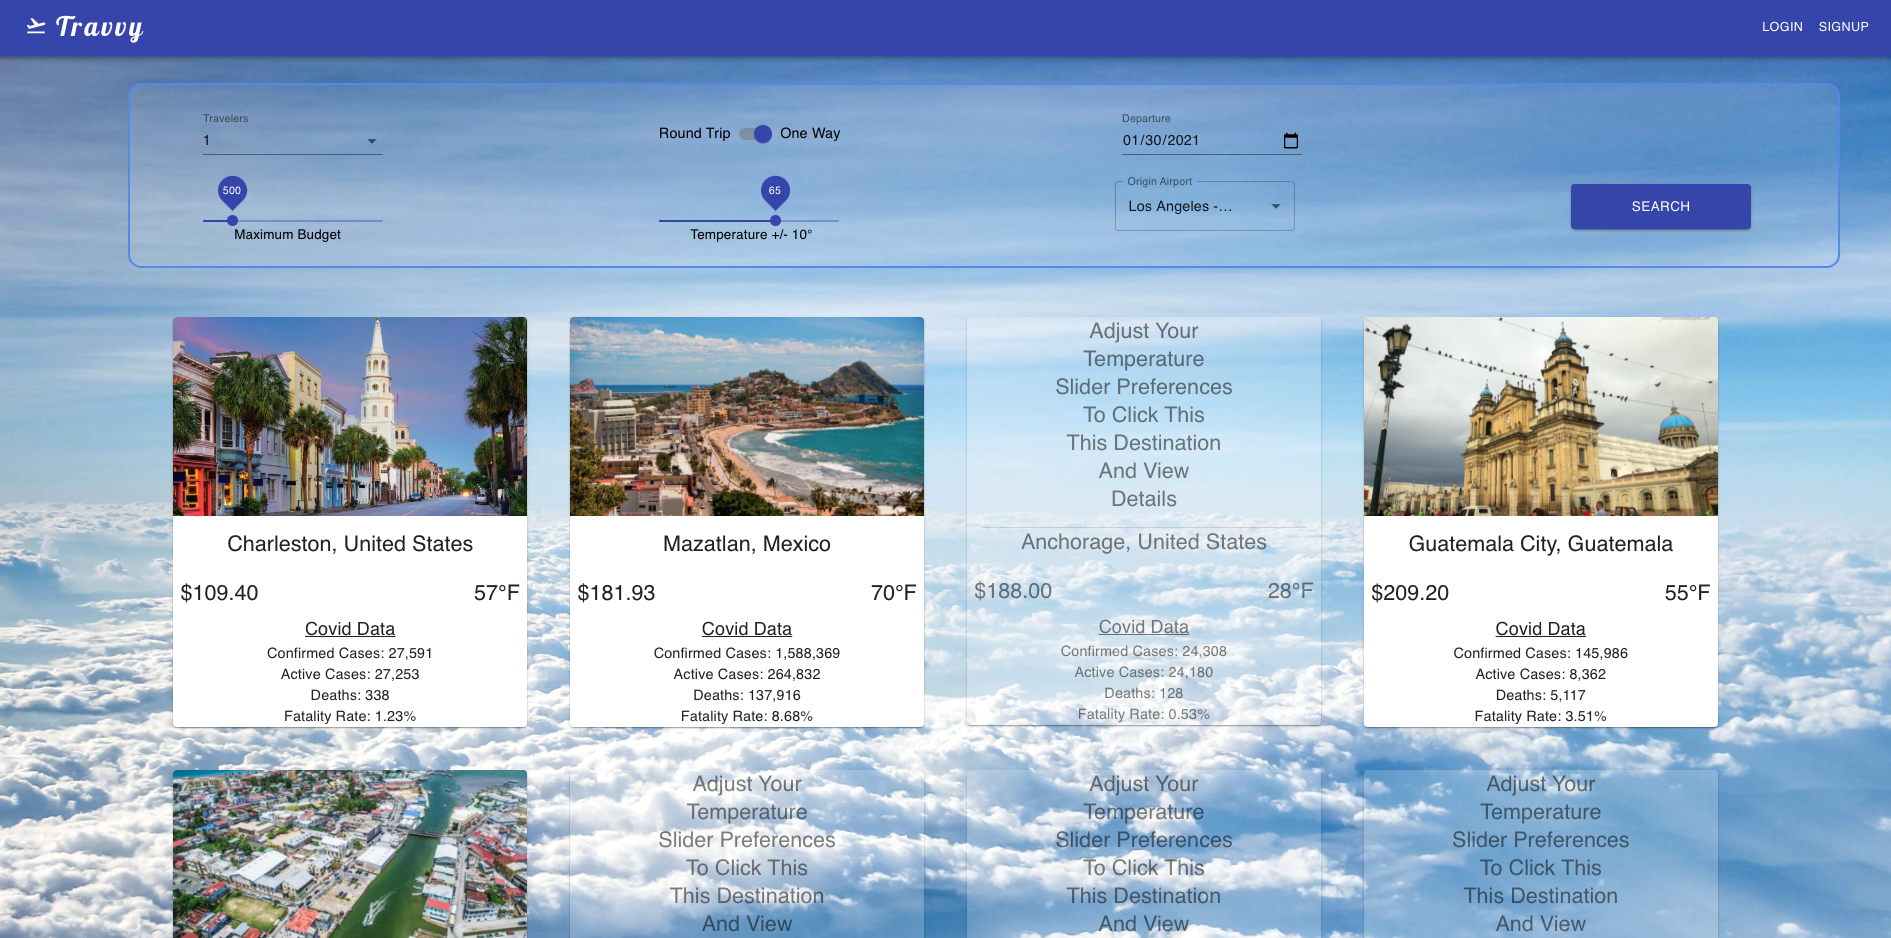 Travvy
LOGIN SIGNUP
Travelers
1
Round Trip One Way
Departure
01/30/2021
500
Maximum Budget
65
Temperature +/- 10°
Origin Airport
Los Angeles -...
SEARCH
Charleston, United States
$109.40 57°F
Covid Data
Confirmed Cases: 27,591
Active Cases: 27,253
Deaths: 338
Fatality Rate: 1.23%
Mazatlan, Mexico
$181.93 70°F
Covid Data
Confirmed Cases: 1,588,369
Active Cases: 264,832
Deaths: 137,916
Fatality Rate: 8.68%
Adjust Your
Temperature
Slider Preferences
To Click This
This Destination
And View
Details
Anchorage, United States
$188.00 28°F
Covid Data
Confirmed Cases: 24,308
Active Cases: 24,180
Deaths: 128
Fatality Rate: 0.53%
Guatemala City, Guatemala
$209.20 55°F
Covid Data
Confirmed Cases: 145,986
Active Cases: 8,362
Deaths: 5,117
Fatality Rate: 3.51%
Adjust Your
Temperature
Slider Preferences
To Click This
This Destination
And View
Adjust Your
Temperature
Slider Preferences
To Click This
This Destination
And View
Adjust Your
Temperature
Slider Preferences
To Click This
This Destination
And View